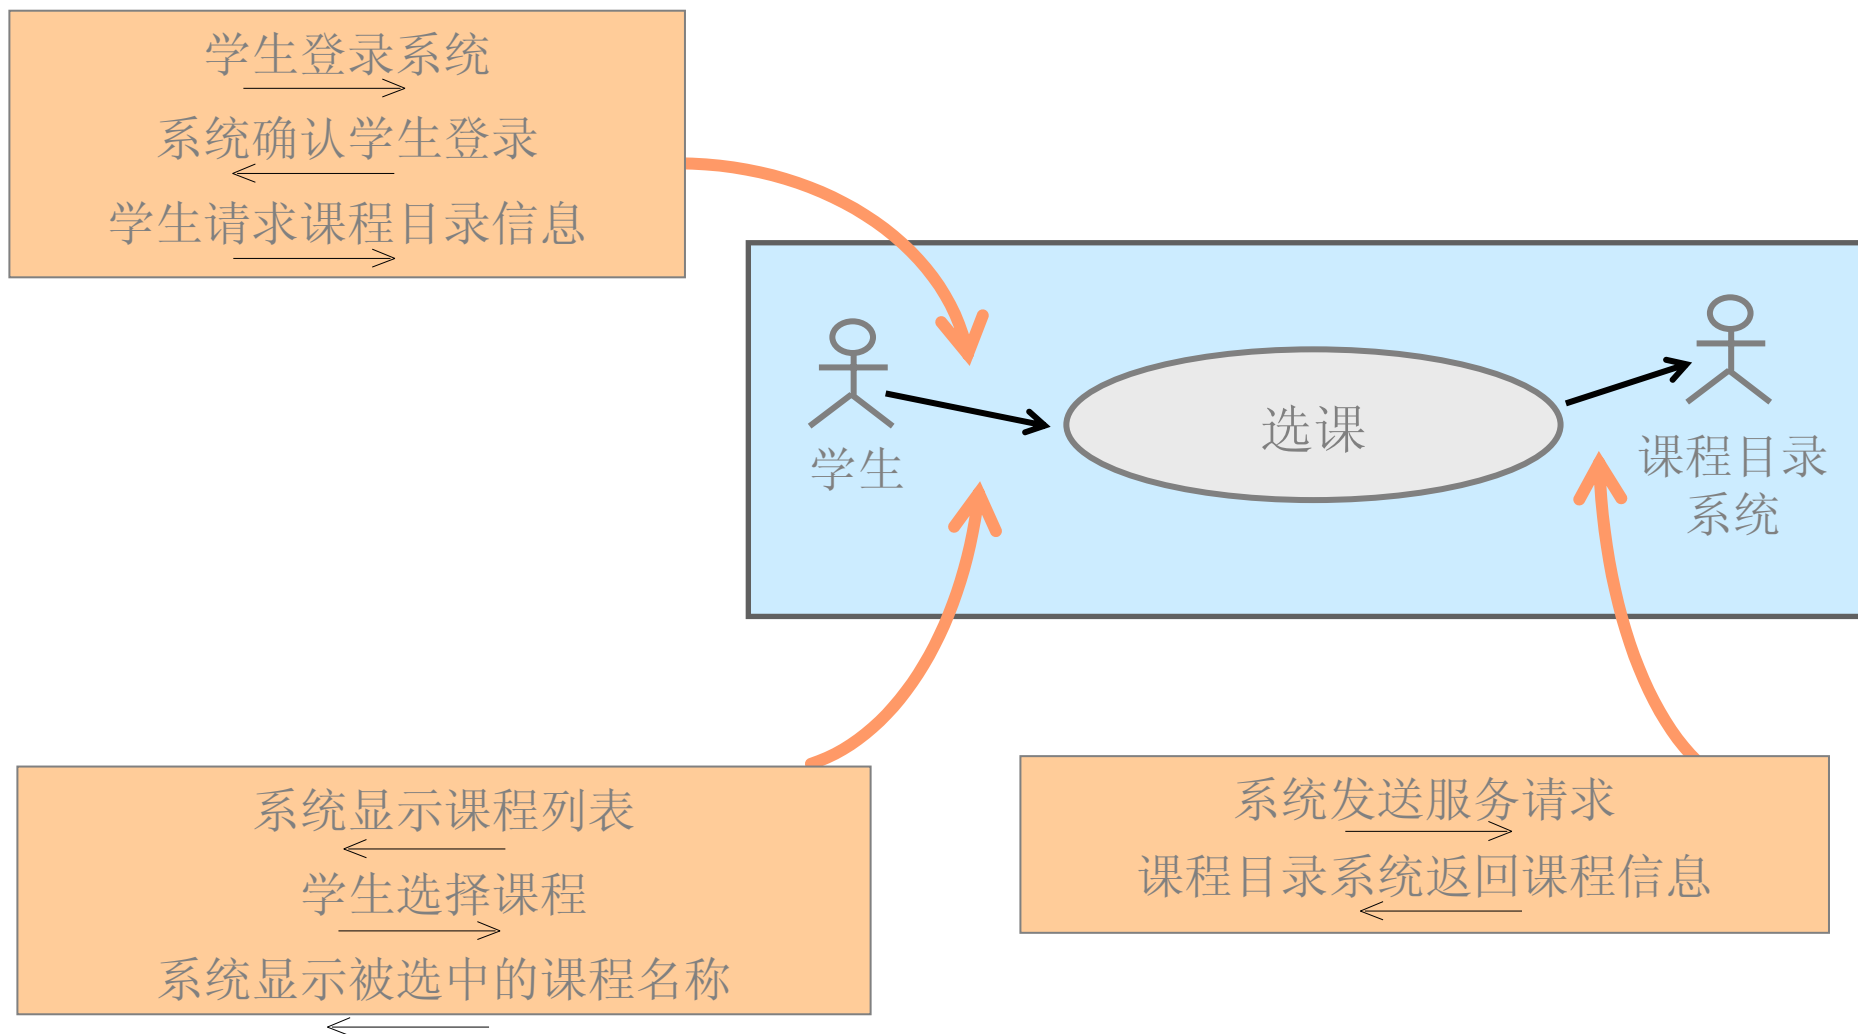 学生登录系统
系统确认学生登录
学生请求课程目录信息
学生
选课
课程目录
系统
系统显示课程列表
学生选择课程
系统显示被选中的课程名称
系统发送服务请求
课程目录系统返回课程信息